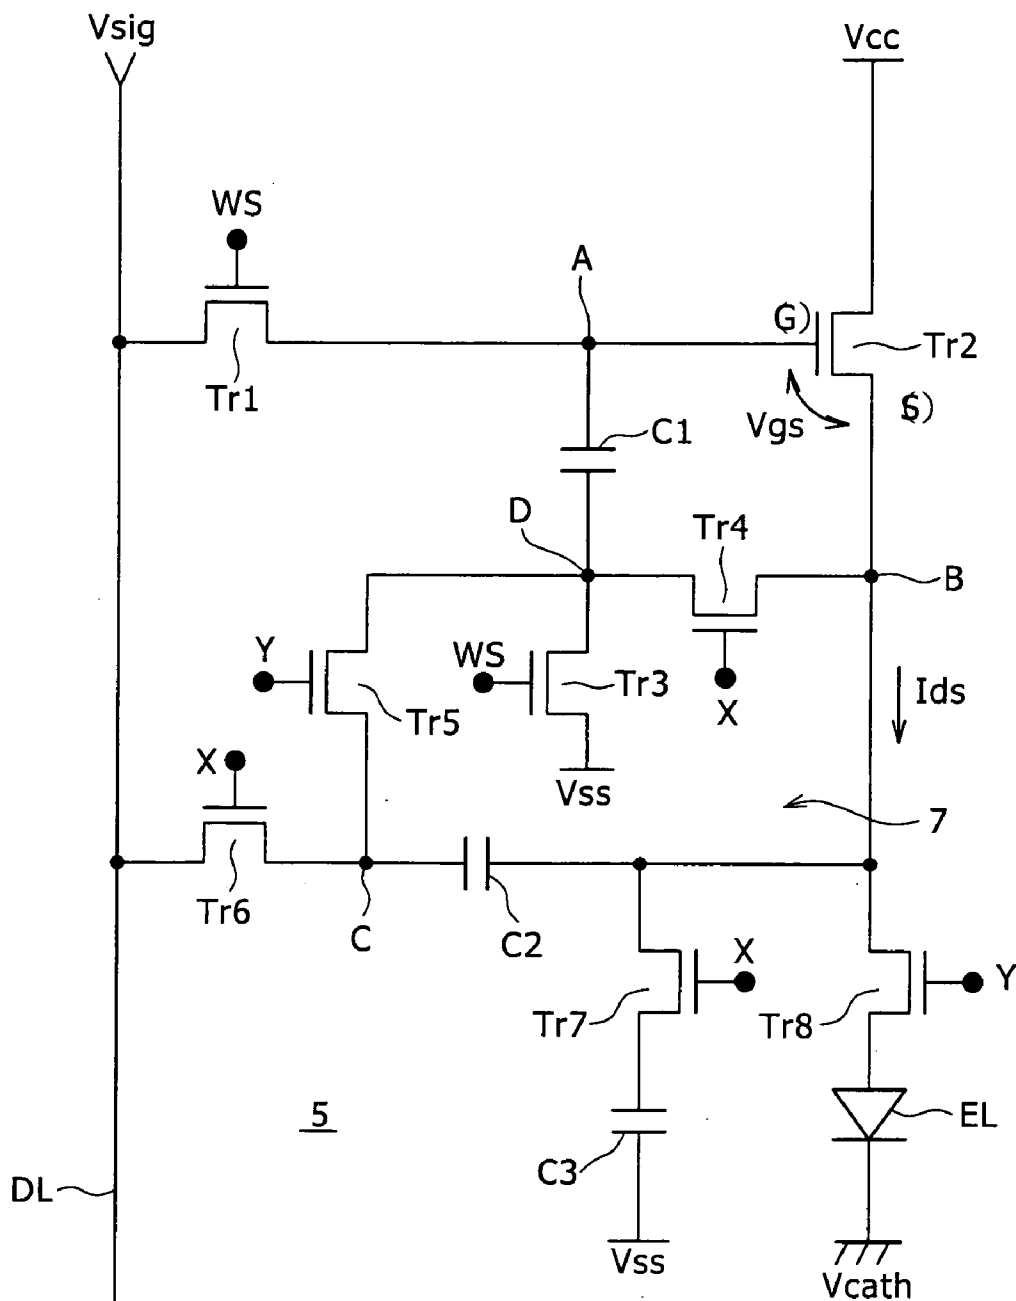 Vsig
Vcc
WS
A
G)
Tr2
Tr1
Vgs
S)
C1
D
Tr4
B
Y
WS
Tr3
X
Ids
Tr5
X
Vss
7
Tr6
C
C2
X
Y
Tr7
Tr8
5
EL
C3
DL
Vss
Vcath